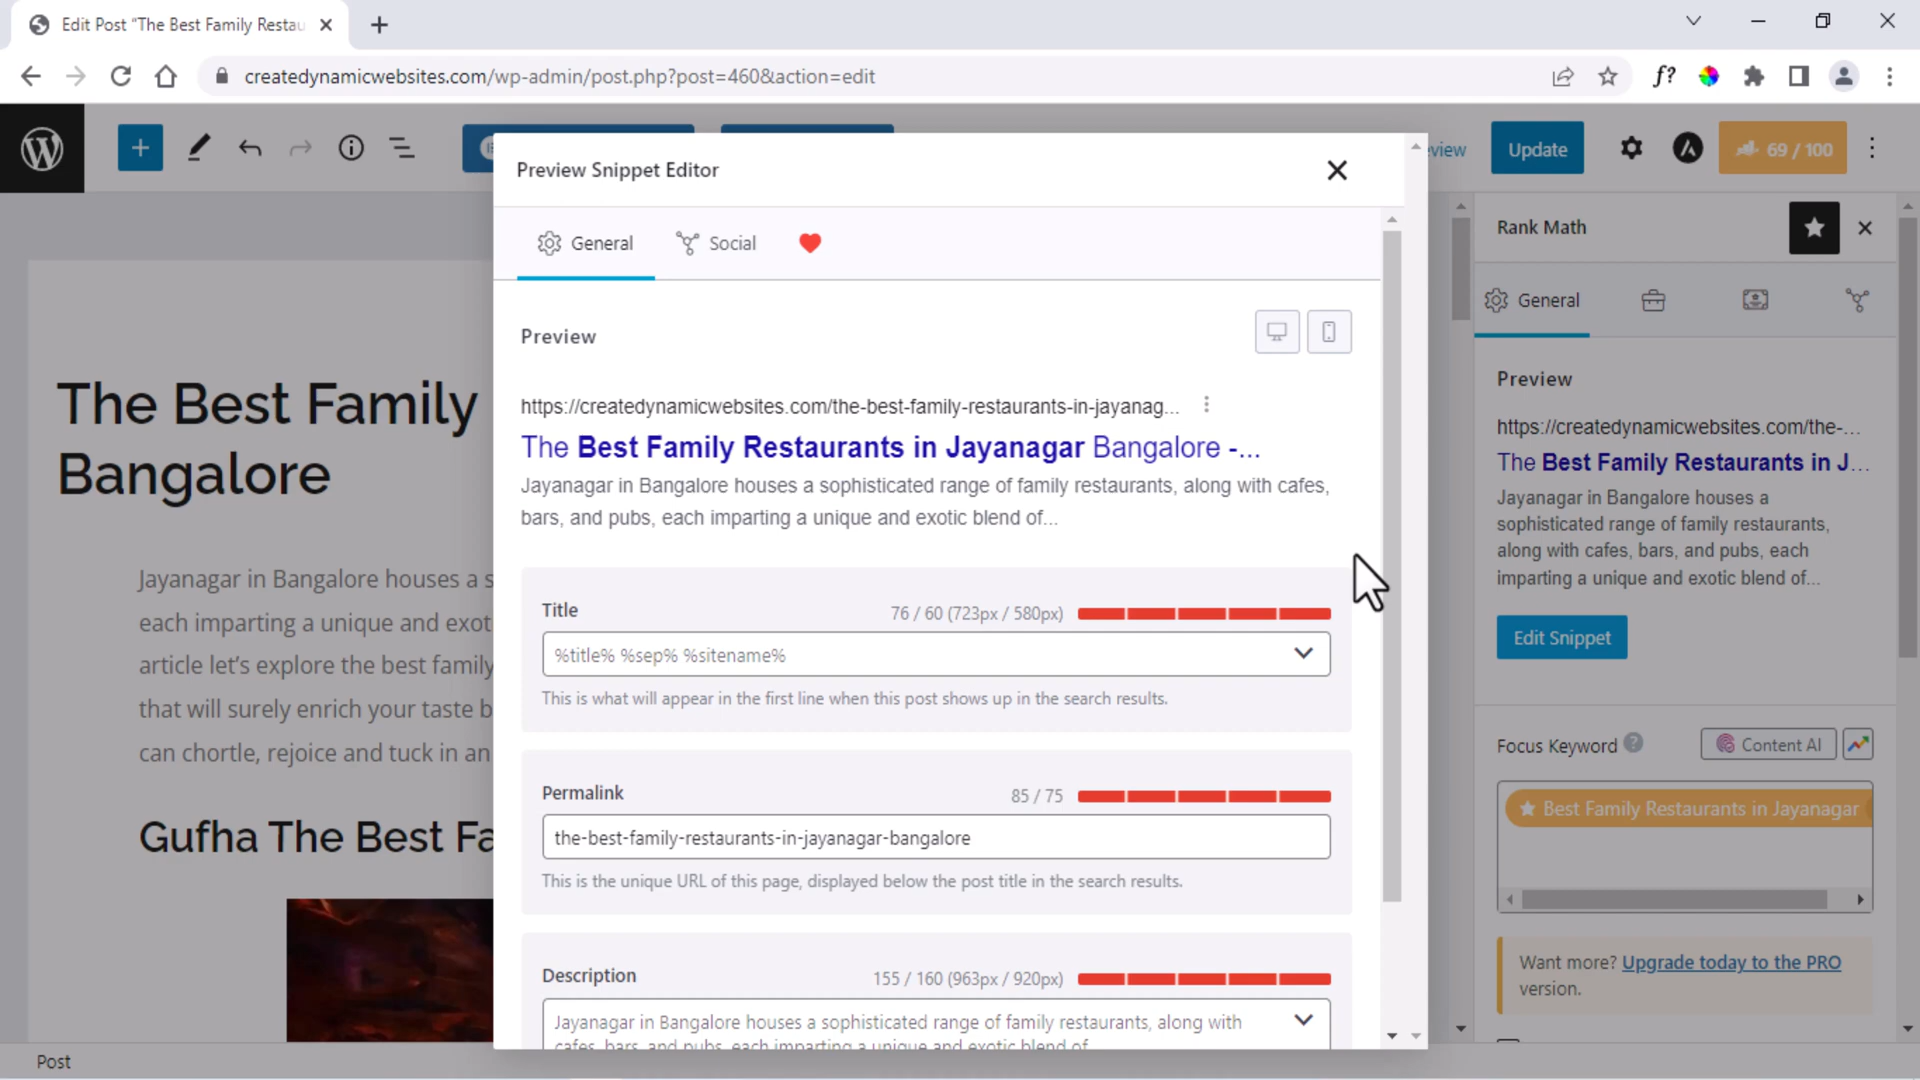 Edit Post "The Best Family Restau
createdynamicwebsites.com/wp-admin/post.php?post=460&action=edit
f?
view
Update
69 / 100
Preview Snippet Editor
General
Social
Preview
https://createdynamicwebsites.com/the-best-family-restaurants-in-jayanag...
The Best Family Restaurants in Jayanagar Bangalore -...
Jayanagar in Bangalore houses a sophisticated range of family restaurants, along with cafes,
bars, and pubs, each imparting a unique and exotic blend of...
Title
76 / 60 (723px / 580px)
%title% %sep% %sitename%
This is what will appear in the first line when this post shows up in the search results.
Permalink
85 / 75
the-best-family-restaurants-in-jayanagar-bangalore
This is the unique URL of this page, displayed below the post title in the search results.
Description
155 / 160 (963px / 920px)
Jayanagar in Bangalore houses a sophisticated range of family restaurants, along with
cafes, bars, and pubs, each imparting a unique and exotic blend of
The Best Family
Bangalore
Jayanagar in Bangalore houses a s
each imparting a unique and exot
article let's explore the best family
that will surely enrich your taste b
can chortle, rejoice and tuck in an
Gufha The Best Fa
Rank Math
General
Preview
https://createdynamicwebsites.com/the-...
The Best Family Restaurants in J...
Jayanagar in Bangalore houses a
sophisticated range of family restaurants,
along with cafes, bars, and pubs, each
imparting a unique and exotic blend of...
Edit Snippet
Focus Keyword
Content AI
Best Family Restaurants in Jayanagar
Want more? Upgrade today to the PRO
version.
Post